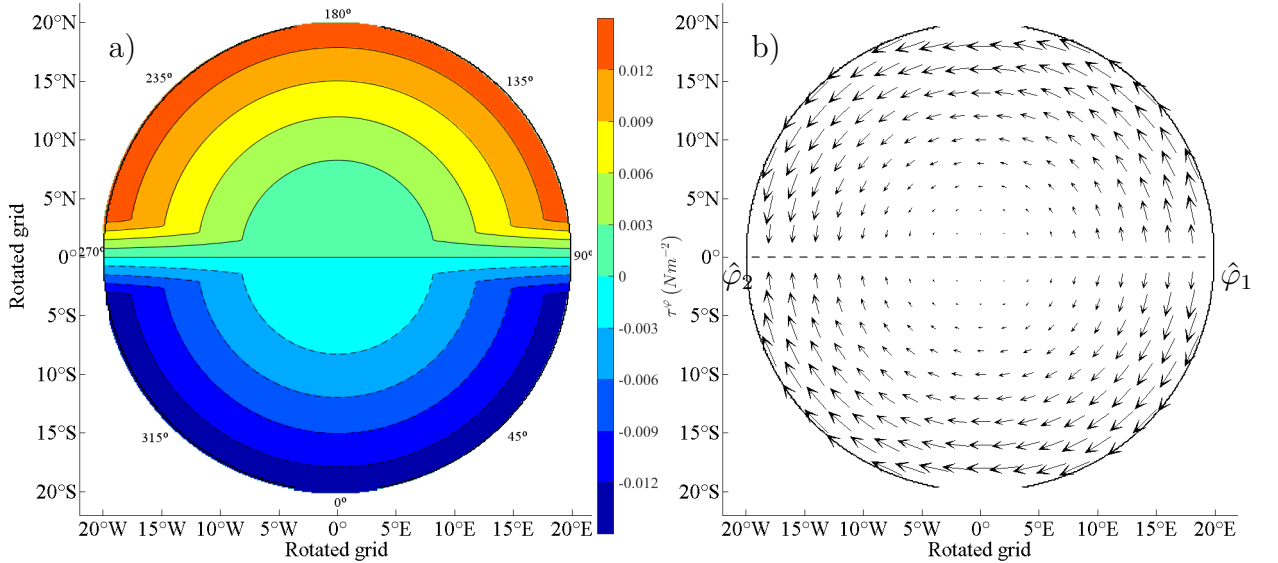 a)
180°
235°
135°
270°
90°
315°
45°
0°
20°N
15°N
10°N
5°N
0°
5°S
10°S
15°S
20°S
Rotated grid
20°W 15°W 10°W 5°W 0° 5°E 10°E 15°E 20°E
Rotated grid
0.012
0.009
0.006
0.003
0
-0.003
-0.006
-0.009
-0.012
τ^φ (Nm⁻²)
b)
20°N
15°N
10°N
5°N
0°
5°S
10°S
15°S
20°S
φ̂₂
φ̂₁
20°W 15°W 10°W 5°W 0° 5°E 10°E 15°E 20°E
Rotated grid